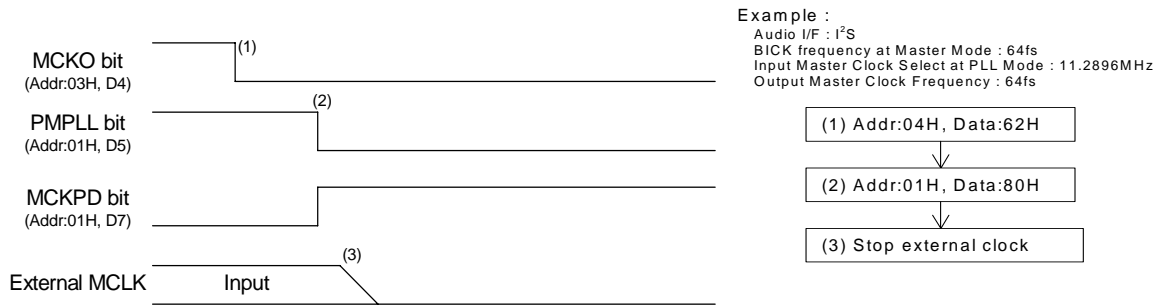 MCKO bit
(Addr:03H, D4)
(1)
PMPLL bit
(Addr:01H, D5)
(2)
MCKPD bit
(Addr:01H, D7)
External MCLK
Input
(3)
Example :
Audio I/F : I²S
BICK frequency at Master Mode : 64fs
Input Master Clock Select at PLL Mode : 11.2896MHz
Output Master Clock Frequency : 64fs
(1) Addr:04H, Data:62H
(2) Addr:01H, Data:80H
(3) Stop external clock